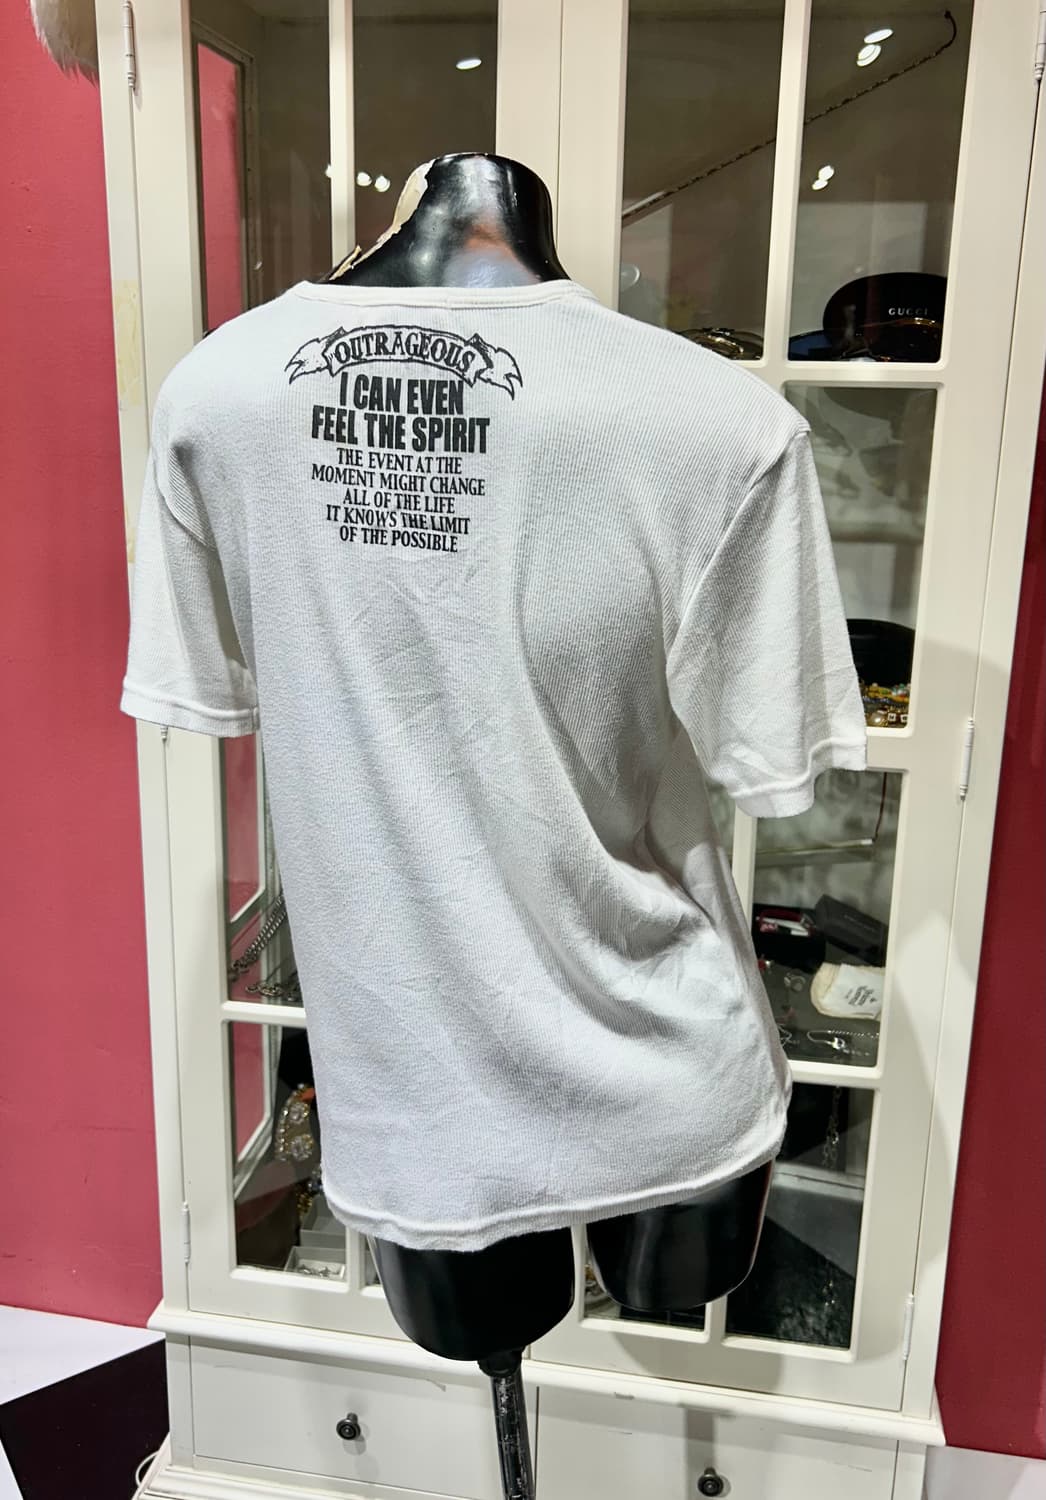 OUTRAGEOUS
I CAN EVEN
FEEL THE SPIRIT
THE EVENT AT THE
MOMENT MIGHT CHANGE
ALL OF THE LIFE
IT KNOWS THE LIMIT
OF THE POSSIBLE
GUCCI